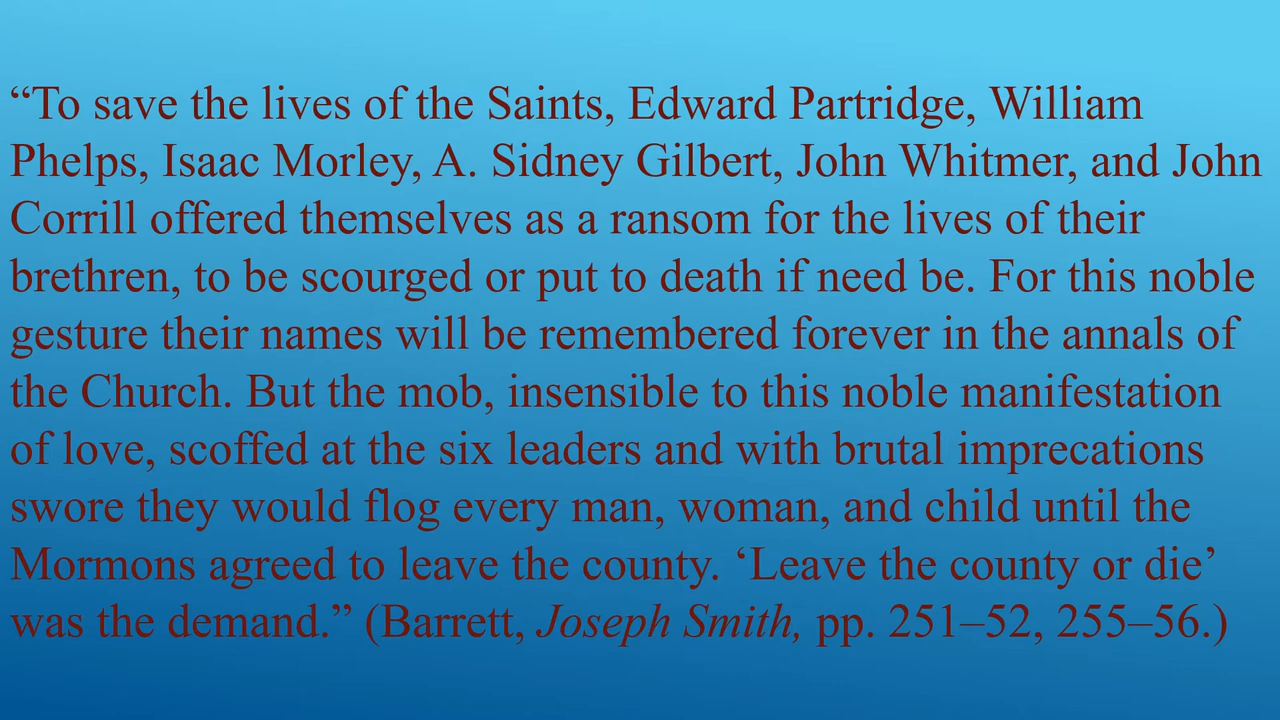 “To save the lives of the Saints, Edward Partridge, William
Phelps, Isaac Morley, A. Sidney Gilbert, John Whitmer, and John
Corrill offered themselves as a ransom for the lives of their
brethren, to be scourged or put to death if need be. For this noble
gesture their names will be remembered forever in the annals of
the Church. But the mob, insensible to this noble manifestation
of love, scoffed at the six leaders and with brutal imprecations
swore they would flog every man, woman, and child until the
Mormons agreed to leave the county. ‘Leave the county or die’
was the demand.” (Barrett, Joseph Smith, pp. 251–52, 255–56.)